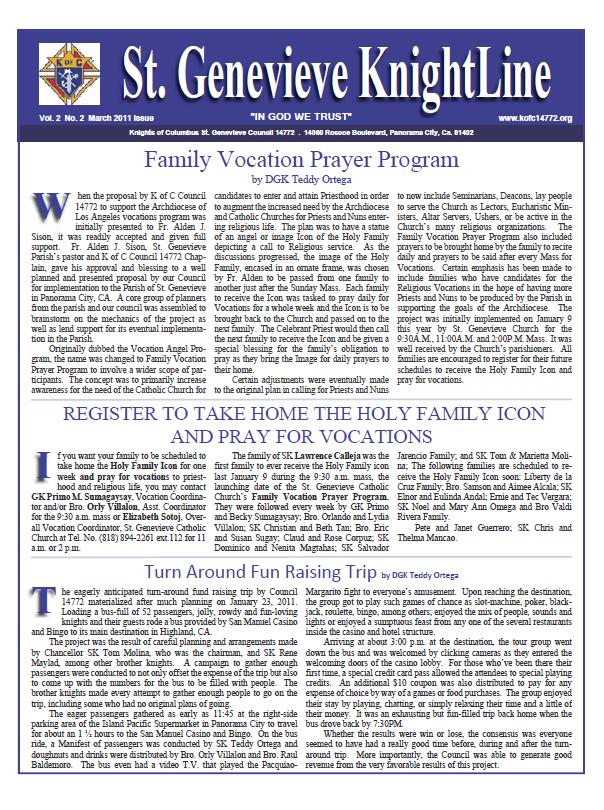 K OF C
St. Genevieve KnightLine
Vol. 2 No. 2 March 2011 Issue
"IN GOD WE TRUST"
www.kofc14772.org
Knights of Columbus St. Genevieve Council 14772 . 14060 Roscoe Boulevard, Panorama City, Ca. 91402
Family Vocation Prayer Program
by DGK Teddy Ortega
When the proposal by K of C Council
14772 to support the Archdiocese of
Los Angeles vocations program was
initially presented to Fr. Alden J.
Sison, it was readily accepted and given full
support. Fr. Alden J. Sison, St. Genevieve
Parish's pastor and K of C Council 14772 Chap-
lain, gave his approval and blessing to a well
planned and presented proposal by our Council
for implementation to the Parish of St. Genevieve
in Panorama City, CA. A core group of planners
from the parish and our council was assembled to
brainstorm on the mechanics of the project as
well as lend support for its eventual implementa-
tion in the Parish.
Originally dubbed the Vocation Angel Pro-
gram, the name was changed to Family Vocation
Prayer Program to involve a wider scope of par-
ticipants. The concept was to primarily increase
awareness for the need of the Catholic Church for
candidates to enter and attain Priesthood in order
to augment the increased need by the Archdiocese
and Catholic Churches for Priests and Nuns enter-
ing religious life. The plan was to have a statue
of an angel or image Icon of the Holy Family
depicting a call to Religious service. As the
discussions progressed, the image of the Holy
Family, encased in an ornate frame, was chosen
by Fr. Alden to be passed from one family to
another just after the Sunday Mass. Each family
to receive the Icon was tasked to pray daily for
Vocations for a whole week and the Icon is to be
brought back to the Church and passed on to the
next family. The Celebrant Priest would then call
the next family to receive the Icon and be given a
special blessing for the family's obligation to
pray as they bring the Image for daily prayers to
their home.
Certain adjustments were eventually made
to the original plan in calling for Priests and Nuns
to now include Seminarians, Deacons, lay people
to serve the Church as Lectors, Eucharistic Min-
isters, Altar Servers, Ushers, or be active in the
Church's many religious organizations. The
Family Vocation Prayer Program also included
prayers to be brought home by the family to recite
daily and prayers to be said after every Mass for
Vocations. Certain emphasis has been made to
include families who have candidates for the
Religious Vocations in the hope of having more
Priests and Nuns to be produced by the Parish in
supporting the goals of the Archdiocese. The
project was initially implemented on January 9
this year by St. Genevieve Church for the
9:30A.M., 11:00A.M. and 2:00P.M. Mass. It was
well received by the Church's parishioners. All
families are encouraged to register for their future
schedules to receive the Holy Family Icon and
pray for vocations.
REGISTER TO TAKE HOME THE HOLY FAMILY ICON
AND PRAY FOR VOCATIONS
If you want your family to be scheduled to
take home the Holy Family Icon for one
week and pray for vocations to priest-
hood and religious life, you may contact
GK Primo M. Sumagaysay, Vocation Coordina-
tor and/or Bro. Orly Villalon, Asst. Coordinator
for the 9:30 a.m. mass or Elizabeth Sotoj, Over-
all Vocation Coordinator, St. Genevieve Catholic
Church at Tel. No. (818) 894-2261 ext.112 for 11
a.m. or 2 p.m.
The family of SK Lawrence Calleja was the
first family to ever receive the Holy Family icon
last January 9 during the 9:30 a.m. mass, the
launching date of the St. Genevieve Catholic
Church's Family Vocation Prayer Program.
They were followed every week by GK Primo
and Becky Sumagaysay; Bro. Orlando and Lydia
Villalon; SK Christian and Beth Tan; Bro. Eric
and Susan Sugay; Claud and Rose Corpuz; SK
Dominico and Nenita Magtahas; SK Salvador
Jarencio Family; and SK Tom & Marietta Moli-
na; The following families are scheduled to re-
ceive the Holy Family Icon soon: Liberty de la
Cruz Family; Bro. Samson and Aimee Alcala; SK
Elnor and Eulinda Andal; Ernie and Tec Vergara;
SK Noel and Mary Ann Omega and Bro Valdi
Rivera Family.
Pete and Janet Guerrero; SK Chris and
Thelma Mancao.
Turn Around Fun Raising Trip by DGK Teddy Ortega
The eagerly anticipated turn-around fund raising trip by Council
14772 materialized after much planning on January 23, 2011.
Loading a bus-full of 52 passengers, jolly, rowdy and fun-loving
knights and their guests rode a bus provided by San Manuel Casino
and Bingo to its main destination in Highland, CA.
The project was the result of careful planning and arrangements made
by Chancellor SK Tom Molina, who was the chairman, and SK Rene
Maylad, among other brother knights. A campaign to gather enough
passengers were conducted to not only offset the expense of the trip but also
to come up with the numbers for the bus to be filled with people. The
brother knights made every attempt to gather enough people to go on the
trip, including some who had no original plans of going.
The eager passengers gathered as early as 11:45 at the right-side
parking area of the Island Pacific Supermarket in Panorama City to travel
for about an 1 ½ hours to the San Manuel Casino and Bingo. On the bus
ride, a Manifest of passengers was conducted by SK Teddy Ortega and
doughnuts and drinks were distributed by Bro. Orly Villalon and Bro. Raul
Baldemoro. The bus even had a video T.V. that played the Pacquiao-
Margarito fight to everyone's amusement. Upon reaching the destination,
the group got to play such games of chance as slot-machine, poker, black-
jack, roulette, bingo, among others; enjoyed the mix of people, sounds and
lights or enjoyed a sumptuous feast from any one of the several restaurants
inside the casino and hotel structure.
Arriving at about 3:00 p.m. at the destination, the tour group went
down the bus and was welcomed by clicking cameras as they entered the
welcoming doors of the casino lobby. For those who've been there their
first time, a special credit card pass allowed the attendees to special playing
credits. An additional $10 coupon was also distributed to pay for any
expense of choice by way of a games or food purchases. The group enjoyed
their stay by playing, chatting, or simply relaxing their time and a little of
their money. It was an exhausting but fun-filled trip back home when the
bus drove back by 7:30PM.
Whether the results were win or lose, the consensus was everyone
seemed to have had a really good time before, during and after the turn-
around trip. More importantly, the Council was able to generate good
revenue from the very favorable results of this project.